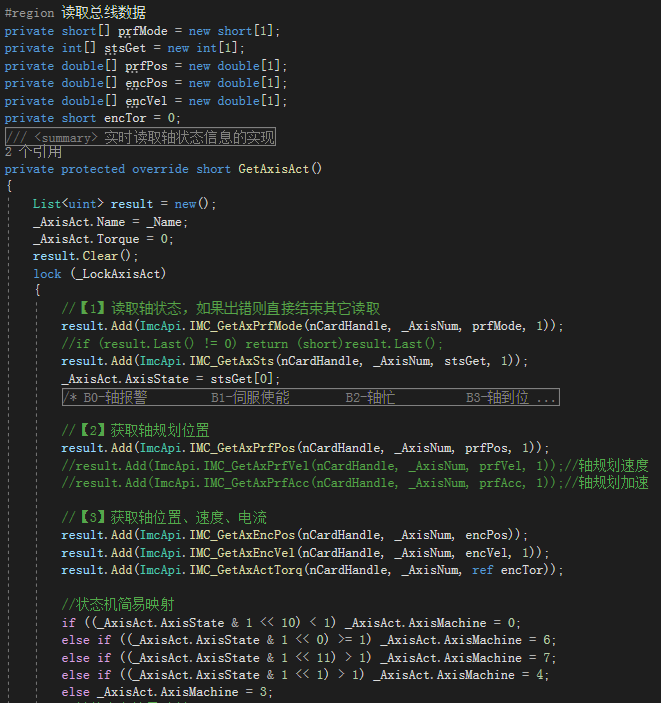 #region 读取总线数据
private short[] prfMode = new short[1];
private int[] stsGet = new int[1];
private double[] prfPos = new double[1];
private double[] encPos = new double[1];
private double[] encVel = new double[1];
private short encTor = 0;
/// <summary> 实时读取轴状态信息的实现
2 个引用
private protected override short GetAxisAct()
{
List<uint> result = new();
_AxisAct.Name = _Name;
_AxisAct.Torque = 0;
result.Clear();
lock (_LockAxisAct)
{
//【1】读取轴状态，如果出错则直接结束其它读取
result.Add(ImcApi.IMC_GetAxPrfMode(nCardHandle, _AxisNum, prfMode, 1));
//if (result.Last() != 0) return (short)result.Last();
result.Add(ImcApi.IMC_GetAxSts(nCardHandle, _AxisNum, stsGet, 1));
_AxisAct.AxisState = stsGet[0];
/* B0-轴报警 B1-伺服使能 B2-轴忙 B3-轴到位 ...
//【2】获取轴规划位置
result.Add(ImcApi.IMC_GetAxPrfPos(nCardHandle, _AxisNum, prfPos, 1));
//result.Add(ImcApi.IMC_GetAxPrfVel(nCardHandle, _AxisNum, prfVel, 1));//轴规划速度
//result.Add(ImcApi.IMC_GetAxPrfAcc(nCardHandle, _AxisNum, prfAcc, 1));//轴规划加速
//【3】获取轴位置、速度、电流
result.Add(ImcApi.IMC_GetAxEncPos(nCardHandle, _AxisNum, encPos));
result.Add(ImcApi.IMC_GetAxEncVel(nCardHandle, _AxisNum, encVel, 1));
result.Add(ImcApi.IMC_GetAxActTorq(nCardHandle, _AxisNum, ref encTor));
//状态机简易映射
if ((_AxisAct.AxisState & 1 << 10) < 1) _AxisAct.AxisMachine = 0;
else if ((_AxisAct.AxisState & 1 << 0) >= 1) _AxisAct.AxisMachine = 6;
else if ((_AxisAct.AxisState & 1 << 11) > 1) _AxisAct.AxisMachine = 7;
else if ((_AxisAct.AxisState & 1 << 1) > 1) _AxisAct.AxisMachine = 4;
else _AxisAct.AxisMachine = 3;